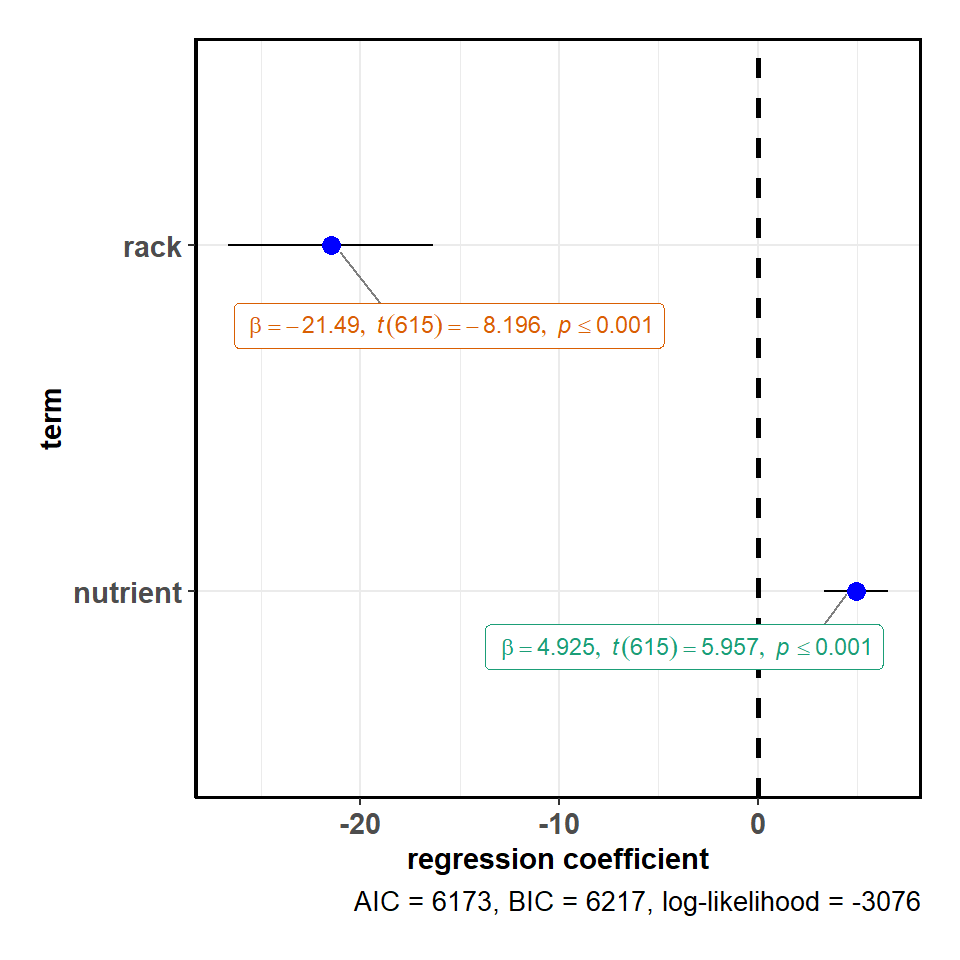 rack
β = −21.49, t(615) = −8.196, p ≤ 0.001
term
nutrient
β = 4.925, t(615) = 5.957, p ≤ 0.001
-20 -10 0
regression coefficient
AIC = 6173, BIC = 6217, log-likelihood = -3076